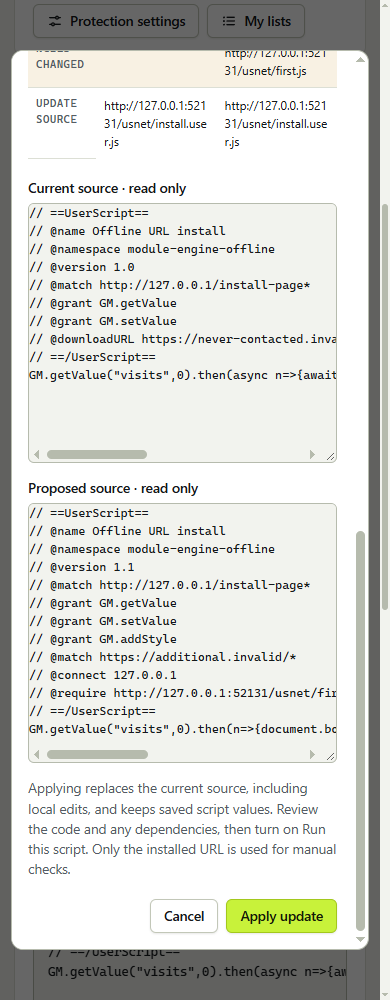 Protection settings
My lists
CHANGED
http://127.0.0.1:521
31/usnet/first.js
UPDATE
SOURCE
http://127.0.0.1:521
31/usnet/install.use
r.js
http://127.0.0.1:521
31/usnet/install.use
r.js
Current source · read only
// ==UserScript==
// @name Offline URL install
// @namespace module-engine-offline
// @version 1.0
// @match http://127.0.0.1/install-page*
// @grant GM.getValue
// @grant GM.setValue
// @downloadURL https://never-contacted.inva
// ==/UserScript==
GM.getValue("visits",0).then(async n=>{await
Proposed source · read only
// ==UserScript==
// @name Offline URL install
// @namespace module-engine-offline
// @version 1.1
// @match http://127.0.0.1/install-page*
// @grant GM.getValue
// @grant GM.setValue
// @grant GM.addStyle
// @match https://additional.invalid/*
// @connect 127.0.0.1
// @require http://127.0.0.1:52131/usnet/fir
// ==/UserScript==
GM.getValue("visits",0).then(n=>{document.bo
Applying replaces the current source, including
local edits, and keeps saved script values. Review
the code and any dependencies, then turn on Run
this script. Only the installed URL is used for manual
checks.
Cancel
Apply update
// ==/UserScript==
GM.getValue("visits",0).then(async n=>{aw